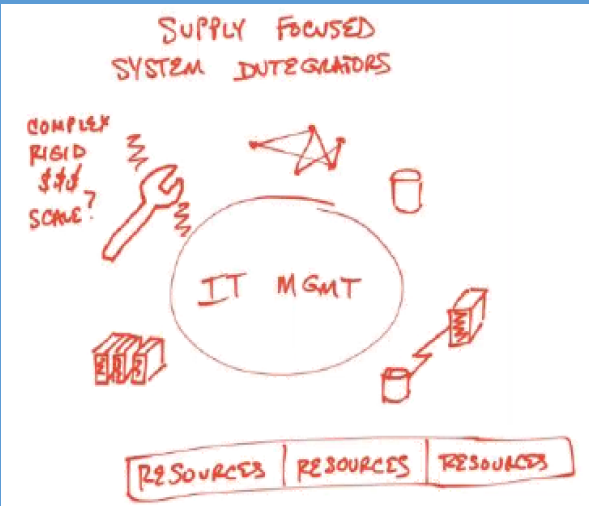 SUPPLY FOCUSED
SYSTEM INTEGRATORS
COMPLEX
RIGID
$$$
SCALE?
IT MGMT
RESOURCES RESOURCES RESOURCES